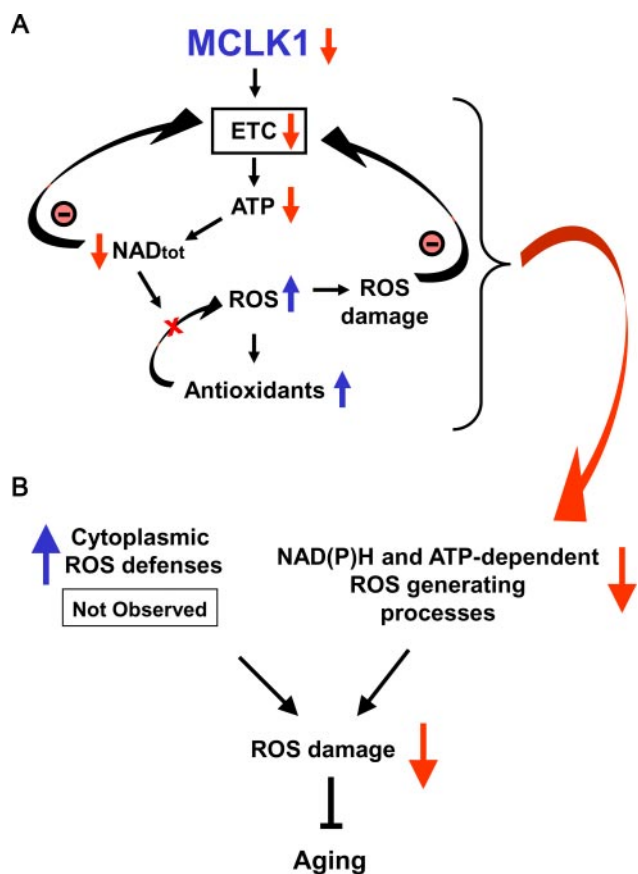 A
MCLK1
ETC
ATP
NADtot
ROS
ROS
damage
Antioxidants
B
Cytoplasmic
ROS defenses
Not Observed
NAD(P)H and ATP-dependent
ROS generating
processes
ROS damage
Aging